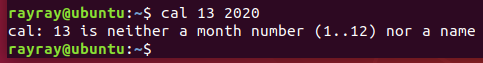 rayray@ubuntu:~$ cal 13 2020
cal: 13 is neither a month number (1..12) nor a name
rayray@ubuntu:~$